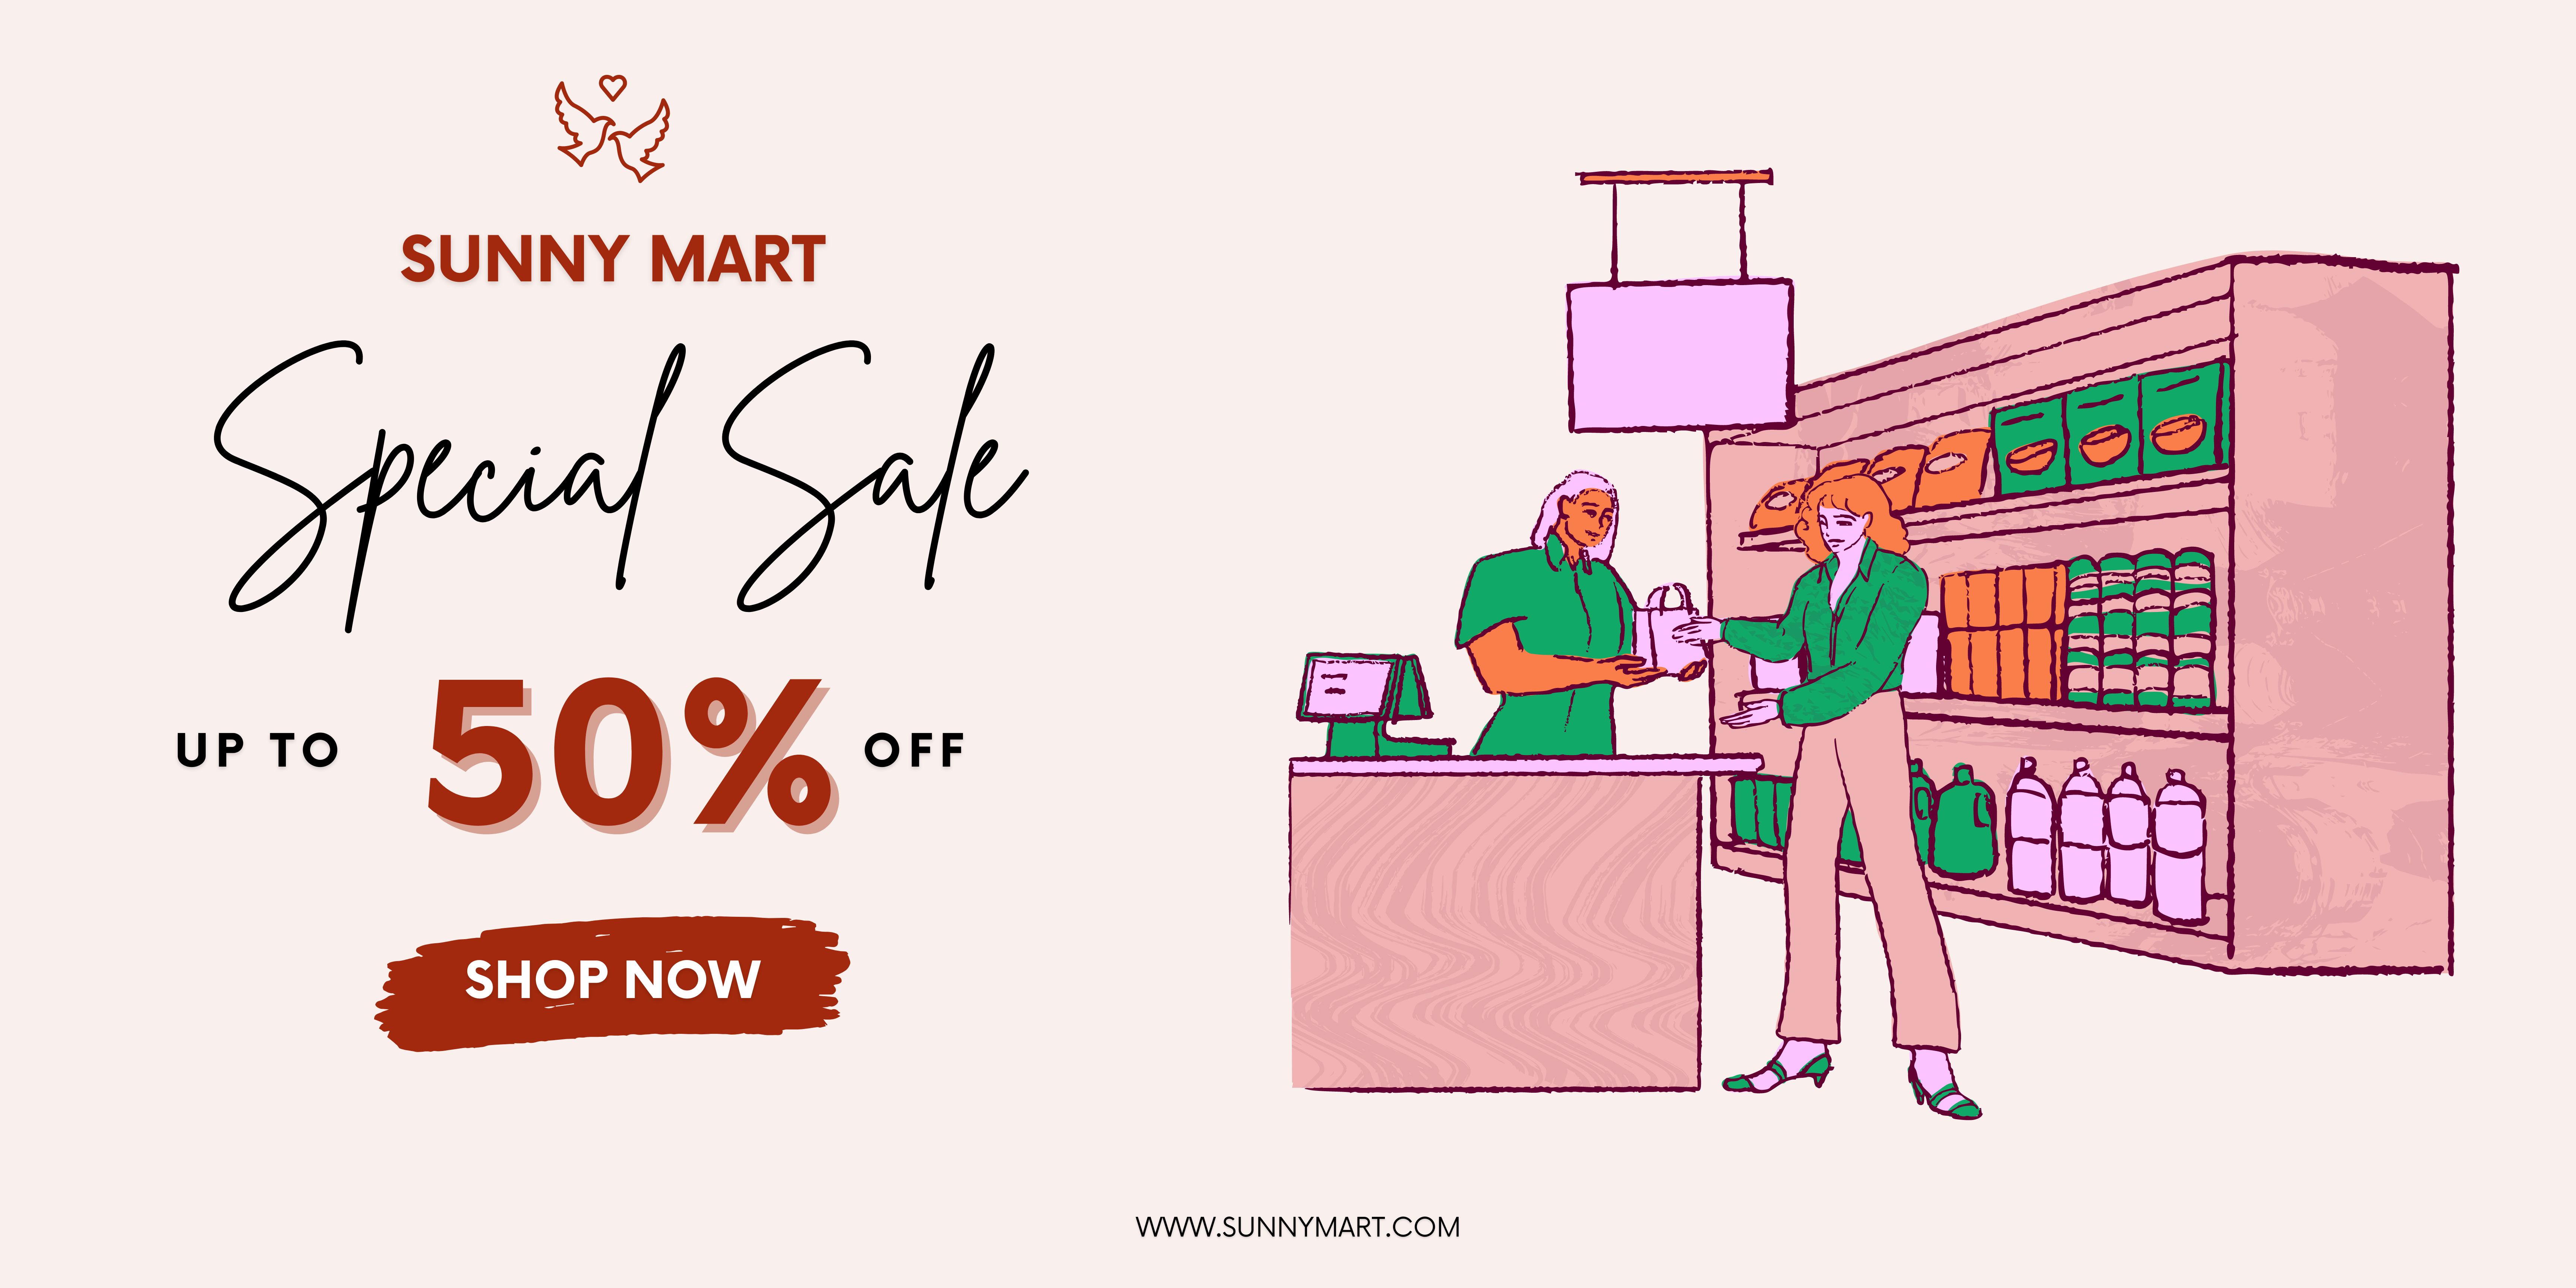 SUNNY MART
Special Sale
UP TO 50% OFF
SHOP NOW
WWW.SUNNYMART.COM